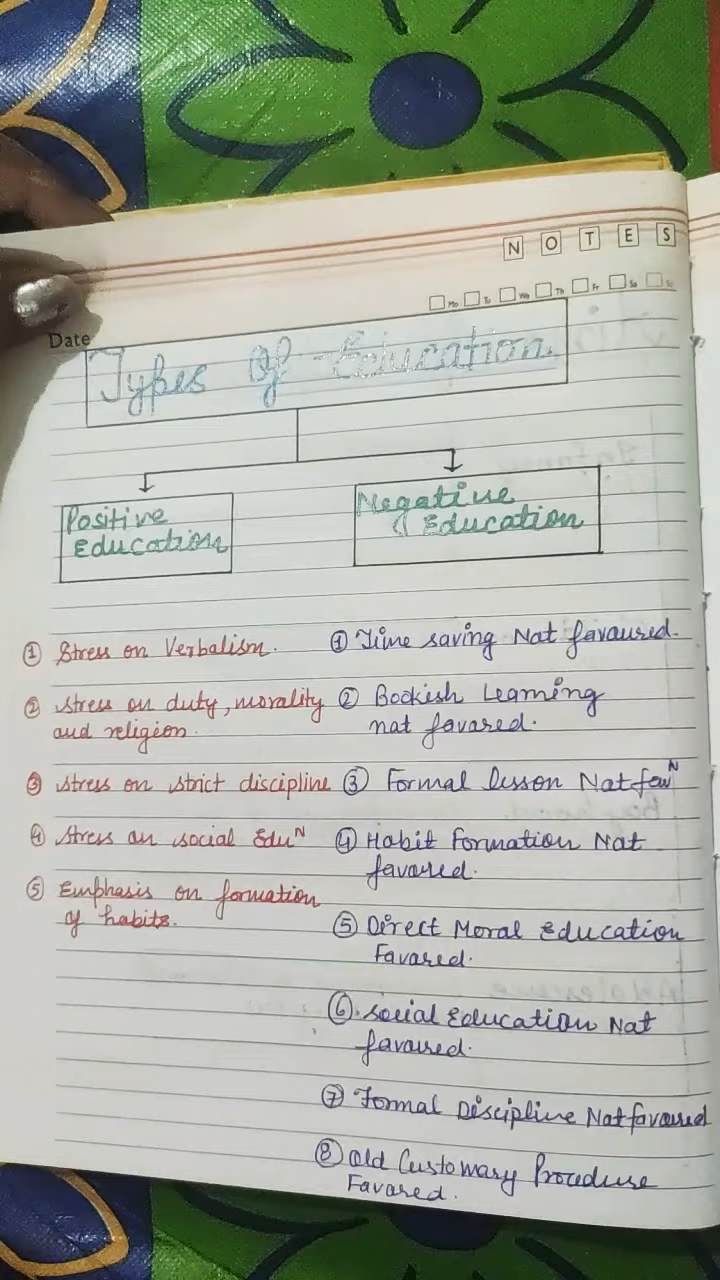 NOTES
Mo Tu We Th Fr Sa Su
Date
Types Of Education.
Positive
Education
Negative
Education
① Stress on Verbalism.
② Stress on duty, morality
and religion.
③ Stress on strict discipline
④ Stress on social Eduᴺ
⑤ Emphasis on formation
of habits.
① Time saving Not favoured.
② Bookish Learning
not favored.
③ Formal lesson Not favᴺ
④ Habit Formation Not
favoured.
⑤ Direct Moral Education
Favored.
⑥ Social Education Not
favoured.
⑦ Formal Discipline Not favoured
⑧ Old Customary Procedure
Favored.